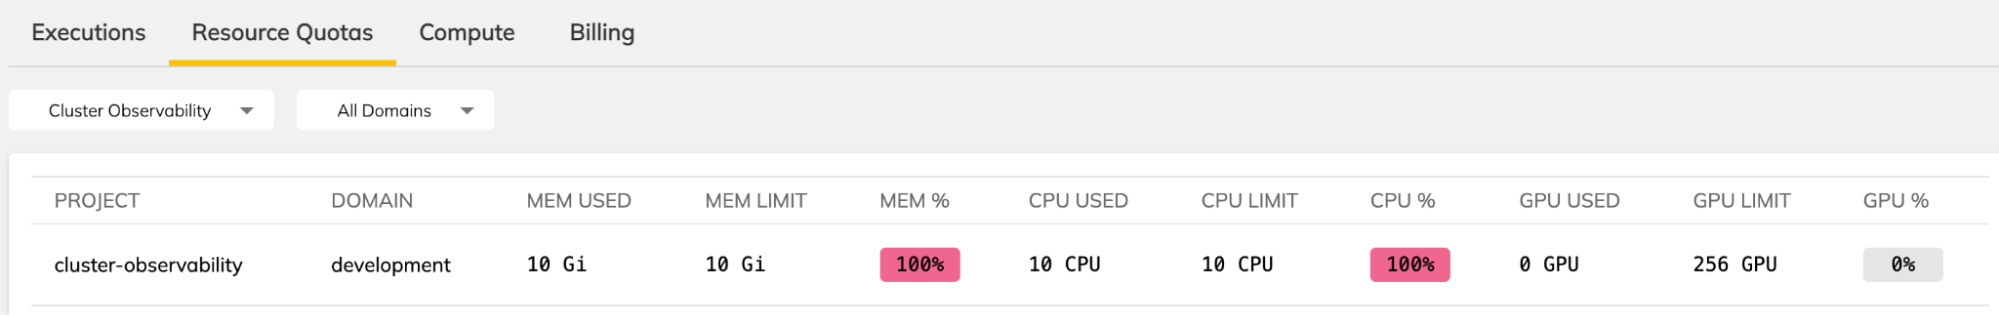 Executions Resource Quotas Compute Billing
Cluster Observability All Domains
PROJECT DOMAIN MEM USED MEM LIMIT MEM % CPU USED CPU LIMIT CPU % GPU USED GPU LIMIT GPU %
cluster-observability development 10 Gi 10 Gi 100% 10 CPU 10 CPU 100% 0 GPU 256 GPU 0%